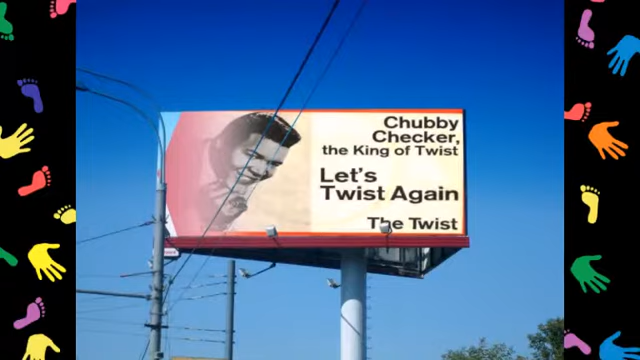 Chubby
Checker,
the King of Twist
Let's
Twist Again
The Twist